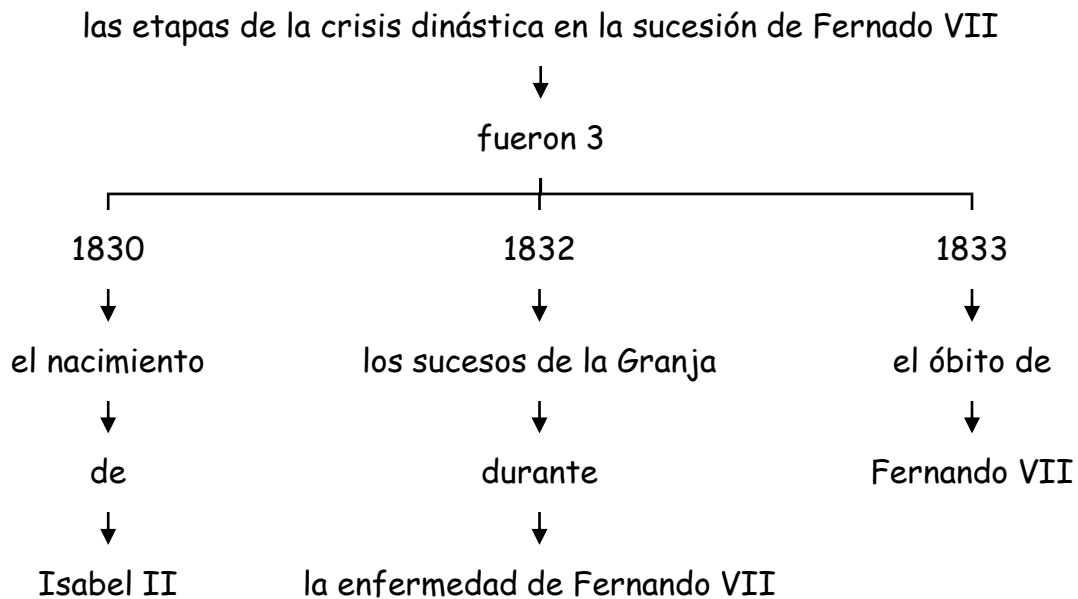 las etapas de la crisis dinástica en la sucesión de Fernado VII
fueron 3
1830 1832 1833
el nacimiento los sucesos de la Granja el óbito de
de durante Fernando VII
Isabel II la enfermedad de Fernando VII